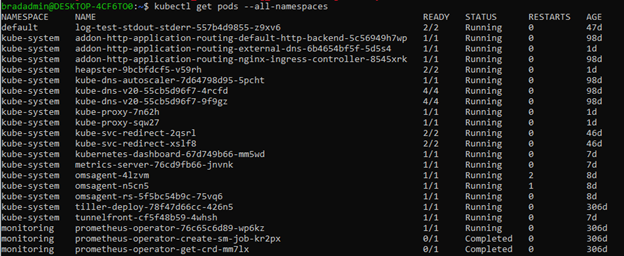 bradadmin@DESKTOP-4CF6TO0:~$ kubectl get pods --all-namespaces
NAMESPACE NAME READY STATUS RESTARTS AGE
default log-test-stdout-stderr-557b4d9855-z9xv6 2/2 Running 0 47d
kube-system addon-http-application-routing-default-http-backend-5c56949h7wp 1/1 Running 0 98d
kube-system addon-http-application-routing-external-dns-6b4654bf5f-5d5s4 1/1 Running 0 1d
kube-system addon-http-application-routing-nginx-ingress-controller-8545xrk 1/1 Running 0 98d
kube-system heapster-9bcbfdcf5-v59rh 2/2 Running 0 1d
kube-system kube-dns-autoscaler-7d64798d95-5pcht 1/1 Running 0 98d
kube-system kube-dns-v20-55cb5d96f7-4rcfd 4/4 Running 0 98d
kube-system kube-dns-v20-55cb5d96f7-9f9gz 4/4 Running 0 98d
kube-system kube-proxy-7n62h 1/1 Running 0 1d
kube-system kube-proxy-sqw27 1/1 Running 0 1d
kube-system kube-svc-redirect-2qsrl 2/2 Running 0 46d
kube-system kube-svc-redirect-xslf8 2/2 Running 0 46d
kube-system kubernetes-dashboard-67d749b66-mm5wd 1/1 Running 0 7d
kube-system metrics-server-76cd9fb66-jnvnk 1/1 Running 0 7d
kube-system omsagent-4lzvm 1/1 Running 2 8d
kube-system omsagent-n5cn5 1/1 Running 1 8d
kube-system omsagent-rs-5f5bc54b9c-75vq6 1/1 Running 0 8d
kube-system tiller-deploy-78f47d66cc-426n5 1/1 Running 0 306d
kube-system tunnelfront-cf5f48b59-4whsh 1/1 Running 0 7d
monitoring prometheus-operator-76c65c6d89-wp6kz 1/1 Running 0 306d
monitoring prometheus-operator-create-sm-job-kr2px 0/1 Completed 0 306d
monitoring prometheus-operator-get-crd-mm7lx 0/1 Completed 0 306d